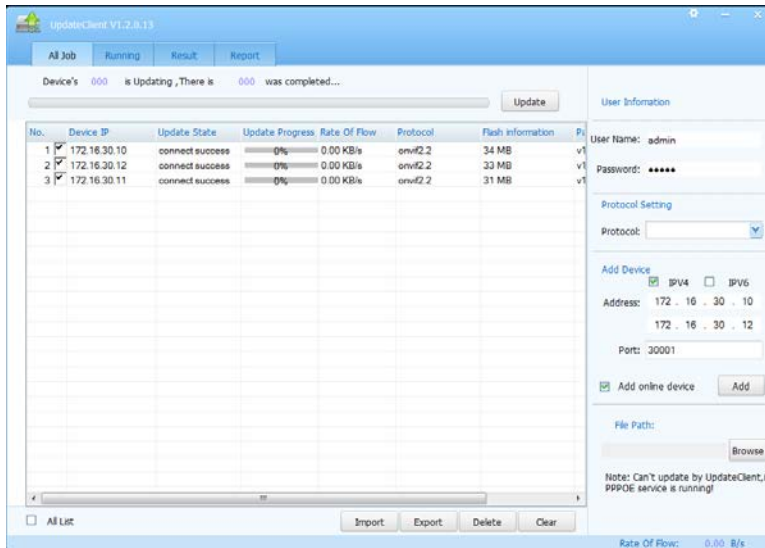 UpdateClient V1.2.0.13
All Job Running Result Report
Device's 000 is Updating ,There is 000 was completed...
Update
No. Device IP Update State Update Progress Rate Of Flow Protocol Flash information
1 172.16.30.10 connect success 0% 0.00 KB/s onvif2.2 34 MB v1
2 172.16.30.12 connect success 0% 0.00 KB/s onvif2.2 33 MB v1
3 172.16.30.11 connect success 0% 0.00 KB/s onvif2.2 31 MB v1
All List Import Export Delete Clear
User Infomation
User Name: admin
Password: •••••
Protocol Setting
Protocol:
Add Device
IPV4 IPV6
Address: 172 . 16 . 30 . 10
172 . 16 . 30 . 12
Port: 30001
Add online device Add
File Path:
Browse
Note: Can't update by UpdateClient,
PPPOE service is running!
Rate Of Flow: 0.00 B/s